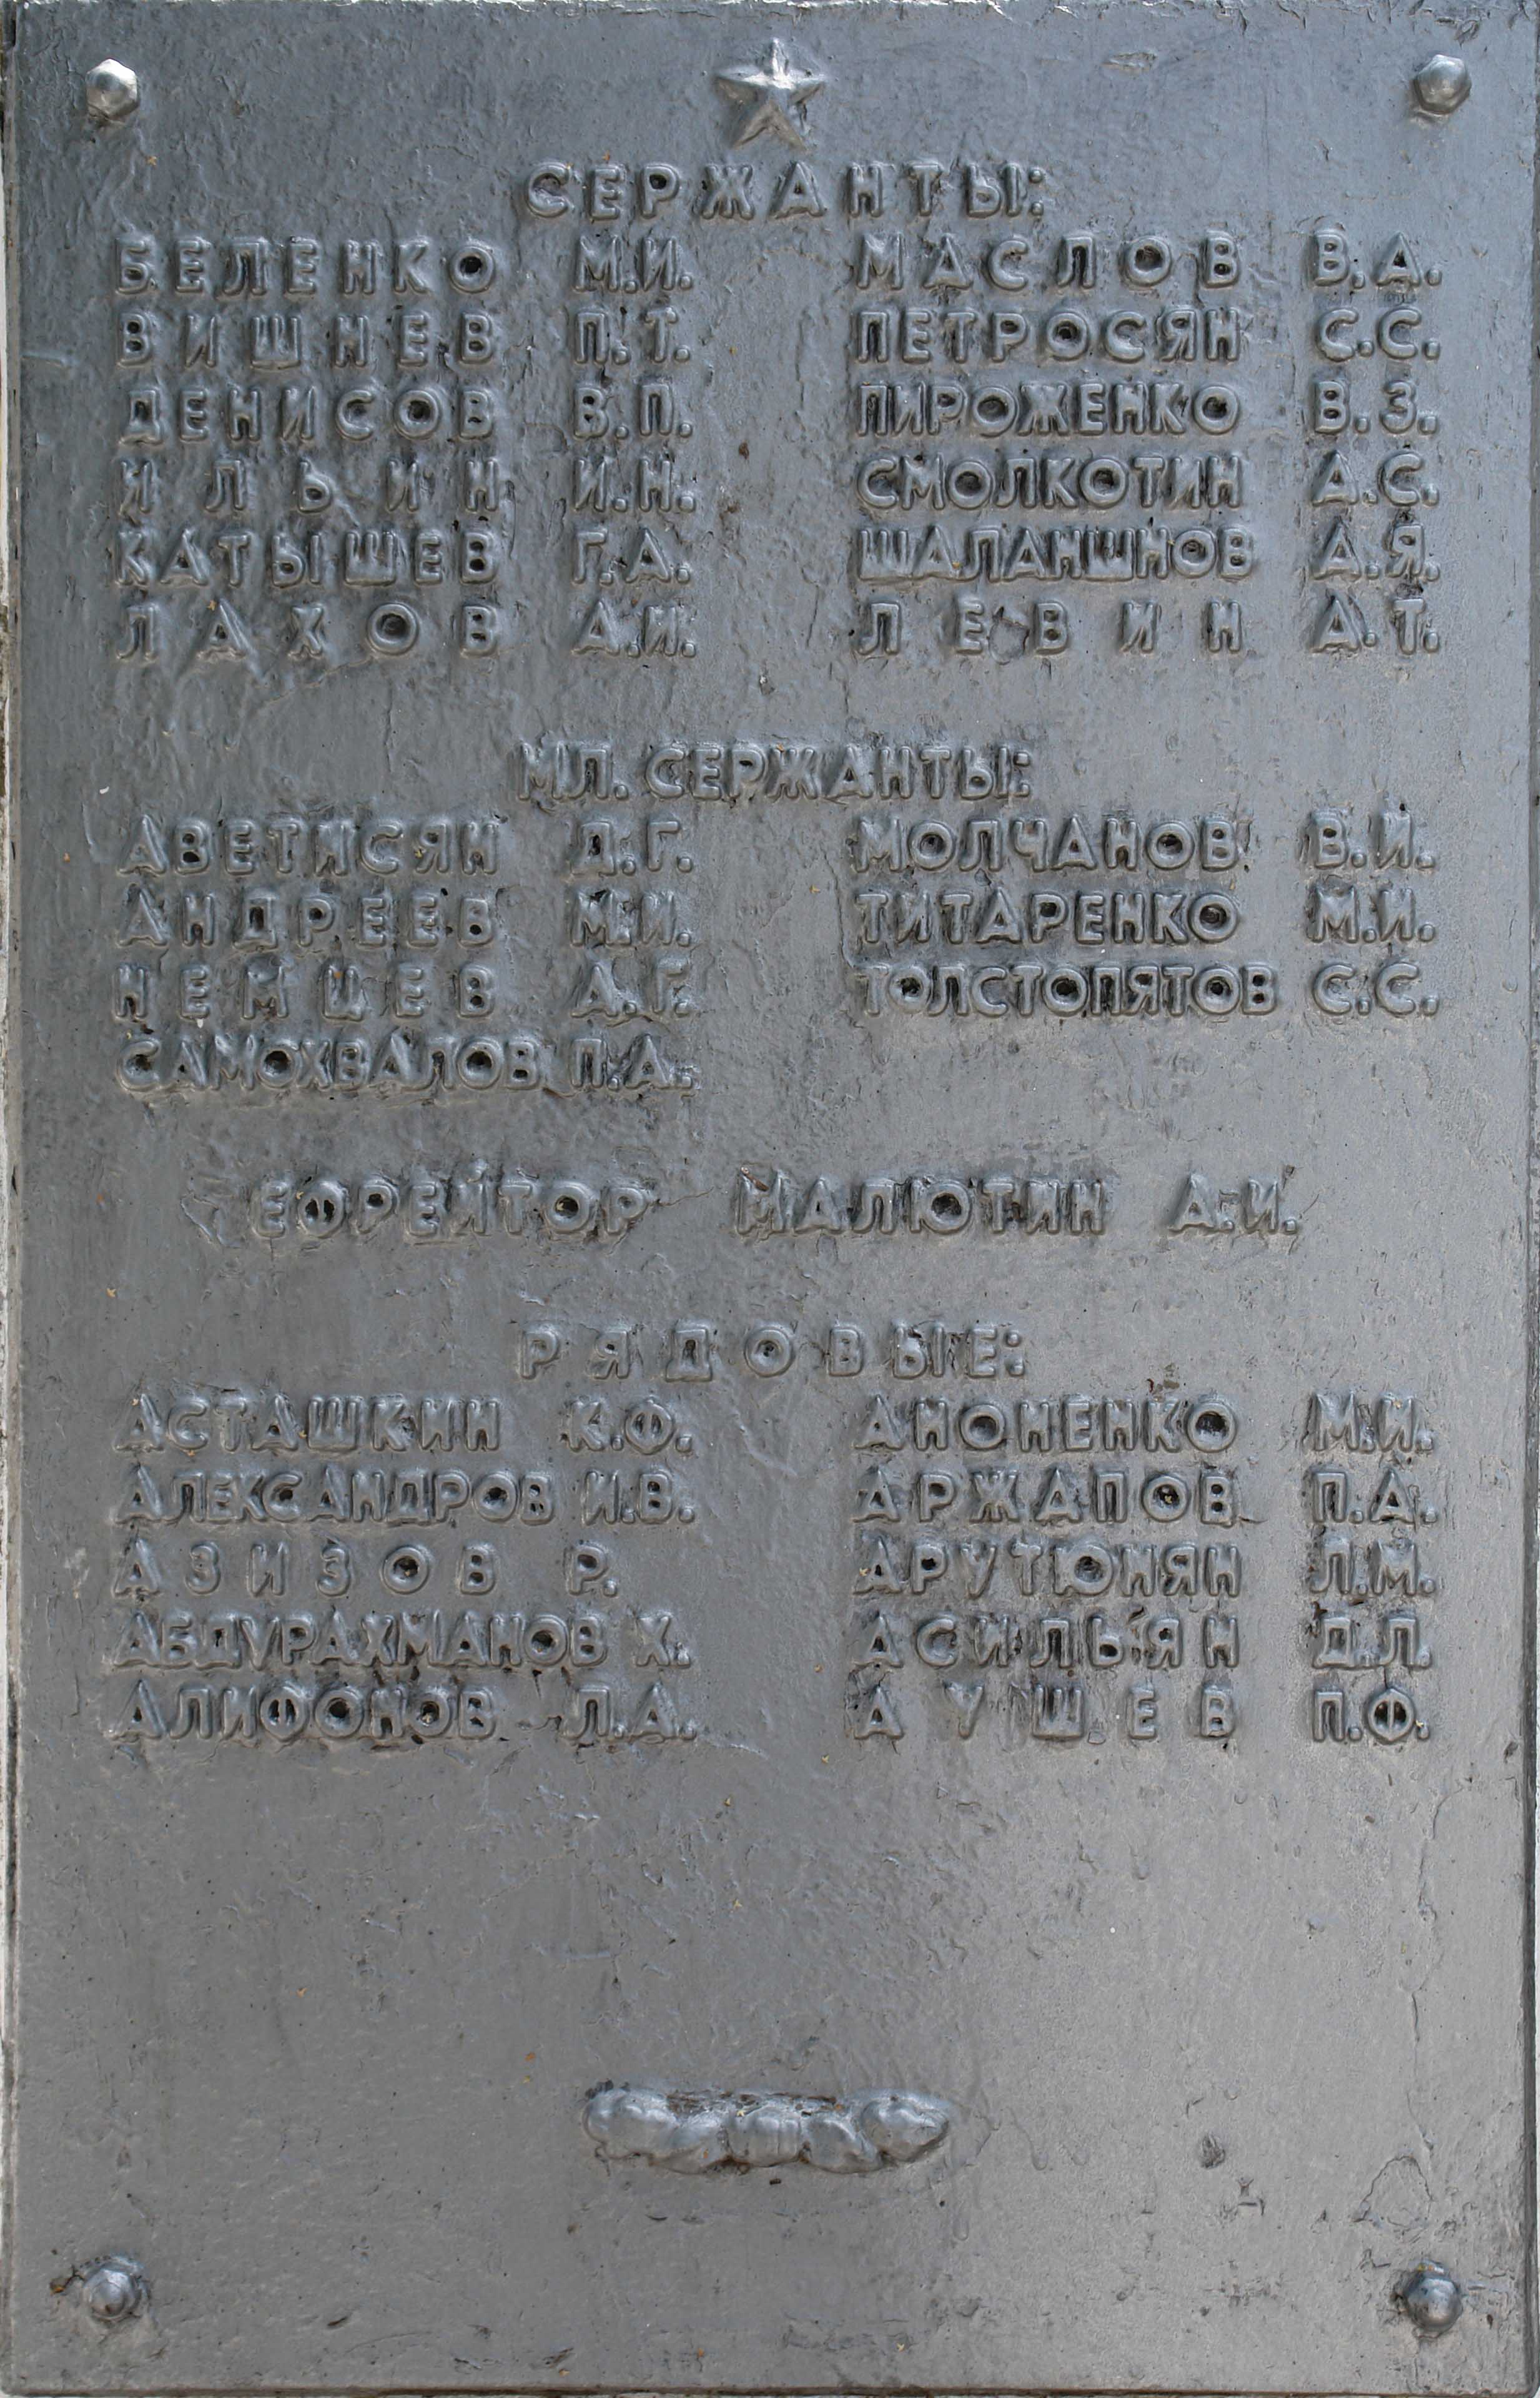 СЕРЖАНТЫ:
БЕЛЕНКО М.И. МАСЛОВ В.А.
ВИШНЕВ П.Т. ПЕТРОСЯН С.С.
ДЕНИСОВ В.П. ПИРОЖЕНКО В.З.
ИЛЬИН И.Н. СМОЛКОТИН А.С.
КАТЫШЕВ Г.А. ШАЛАНШНОВ А.Я.
ЛАХОВ А.И. ЛЕВИН А.Т.
МЛ. СЕРЖАНТЫ:
АВЕТИСЯН Д.Г. МОЛЧАНОВ В.И.
АНДРЕЕВ М.И. ТИТАРЕНКО М.И.
НЕМЦЕВ А.Г. ТОЛСТОПЯТОВ С.С.
САМОХВАЛОВ П.А.
ЕФРЕЙТОР МАЛЮТИН А.И.
РЯДОВЫЕ:
АСТАШКИН К.Ф. АНОНЕНКО М.И.
АЛЕКСАНДРОВ И.В. АРЖАПОВ П.А.
АЗИЗОВ Р. АРУТЮНЯН Л.М.
АБДУРАХМАНОВ Х. АСИЛЬЯН Д.Л.
АЛИФОНОВ Л.А. АУШЕВ П.Ф.